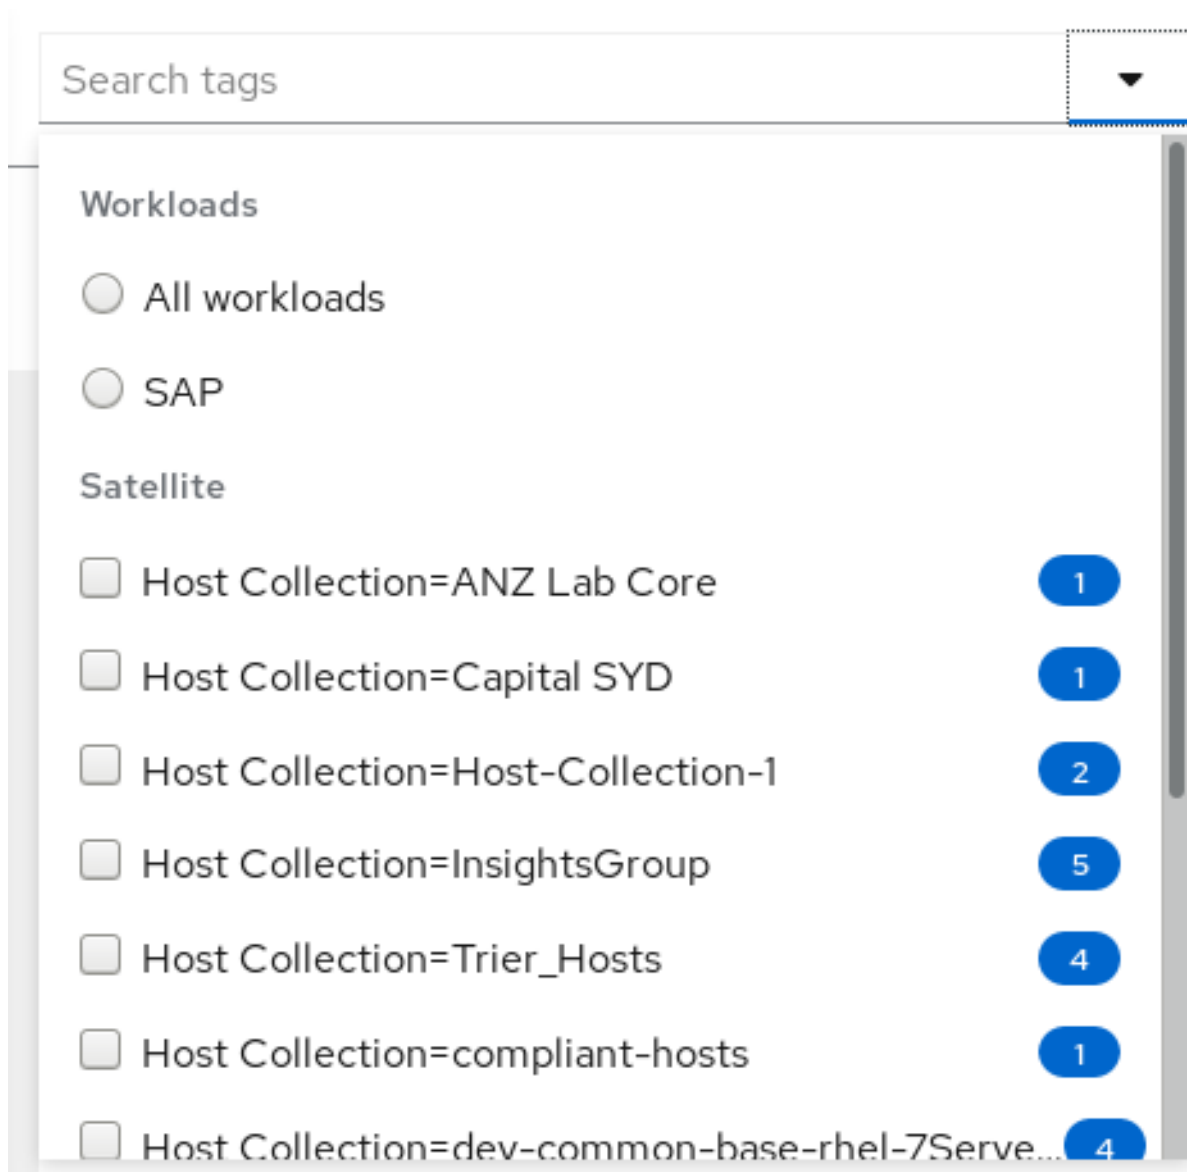 Search tags
Workloads
All workloads
SAP
Satellite
Host Collection=ANZ Lab Core 1
Host Collection=Capital SYD 1
Host Collection=Host-Collection-1 2
Host Collection=InsightsGroup 5
Host Collection=Trier_Hosts 4
Host Collection=compliant-hosts 1
Host Collection=dev-common-base-rhel-7Serve... 4